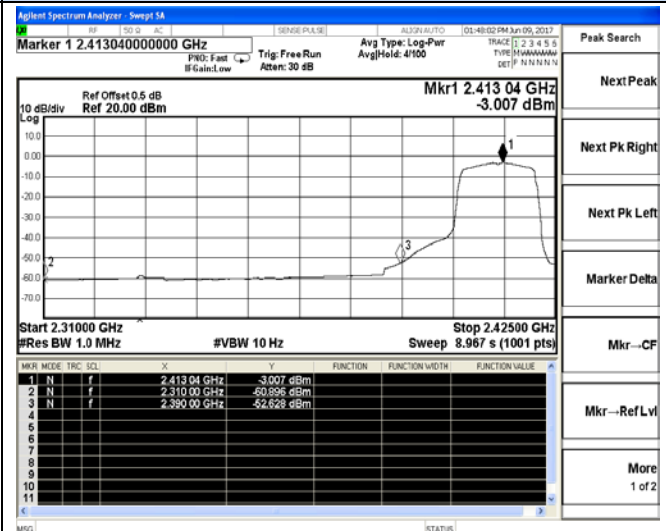 Agilent Spectrum Analyzer - Swept SA
RF 50 Ω AC SENSE:PULSE ALIGN AUTO 01:48:02 PM Jun 09, 2017
Marker 1 2.413040000000 GHz
PNO: Fast
IFGain:Low
Trig: Free Run
Atten: 30 dB
Avg Type: Log-Pwr
Avg|Hold: 4/100
TRACE 1 2 3 4 5 6
TYPE
DET P N N N N N
Peak Search
Next Peak
Next Pk Right
Next Pk Left
Marker Delta
Mkr→CF
Mkr→Ref Lvl
More
1 of 2
Ref Offset 0.5 dB
10 dB/div Ref 20.00 dBm
Log
Mkr1 2.413 04 GHz
-3.007 dBm
10.0
0.00
-10.0
-20.0
-30.0
-40.0
-50.0
-60.0
-70.0
1
2
3
Start 2.31000 GHz Stop 2.42500 GHz
#Res BW 1.0 MHz #VBW 10 Hz Sweep 8.967 s (1001 pts)
MKR MODE TRC SCL X Y FUNCTION FUNCTION WIDTH FUNCTION VALUE
1 N f 2.413 04 GHz -3.007 dBm
2 N f 2.310 00 GHz -60.896 dBm
3 N f 2.390 00 GHz -52.628 dBm
4
5
6
7
8
9
10
11
MSG STATUS